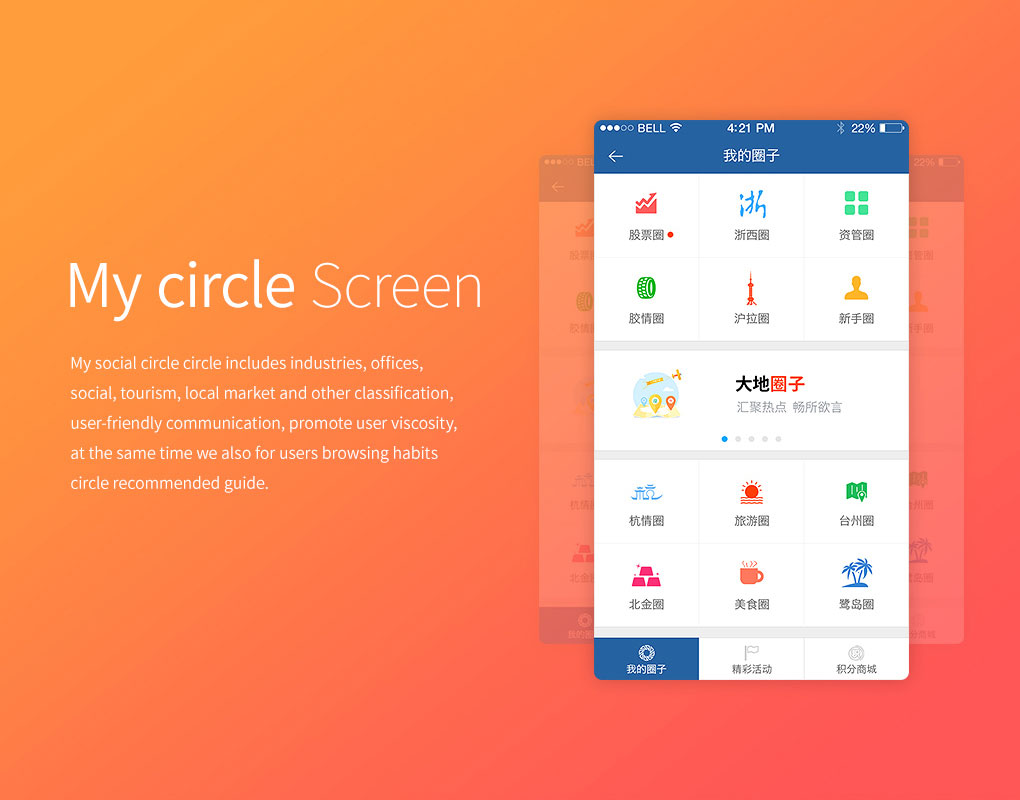 My circle Screen
My social circle circle includes industries, offices,
social, tourism, local market and other classification,
user-friendly communication, promote user viscosity,
at the same time we also for users browsing habits
circle recommended guide.
BELL 4:21 PM 22%
我的圈子
浙
股票圈 浙西圈 资管圈
胶情圈 沪拉圈 新手圈
大地圈子
汇聚热点 畅所欲言
杭情圈 旅游圈 台州圈
北金圈 美食圈 鹭岛圈
我的圈子 精彩活动 积分商城